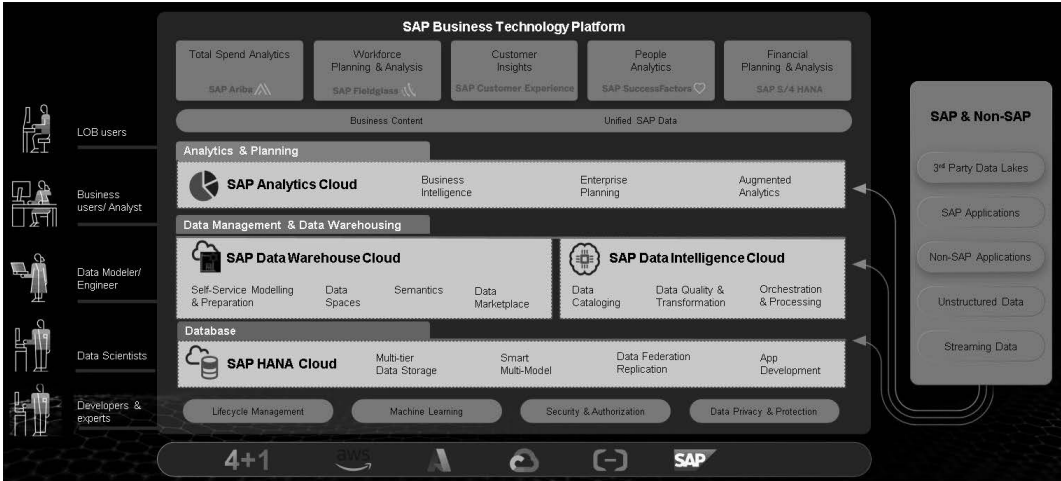 SAP Business Technology Platform
Total Spend Analytics
SAP Ariba
Workforce
Planning & Analysis
SAP Fieldglass
Customer
Insights
SAP Customer Experience
People
Analytics
SAP SuccessFactors
Financial
Planning & Analysis
SAP S/4 HANA
Business Content
Unified SAP Data
LOB users
Business
users/ Analyst
Data Modeler/
Engineer
Data Scientists
Developers &
experts
Analytics & Planning
SAP Analytics Cloud
Business
Intelligence
Enterprise
Planning
Augmented
Analytics
Data Management & Data Warehousing
SAP Data Warehouse Cloud
Self-Service Modelling
& Preparation
Data
Spaces
Semantics
Data
Marketplace
SAP Data Intelligence Cloud
Data
Cataloging
Data Quality &
Transformation
Orchestration
& Processing
Database
SAP HANA Cloud
Multi-tier
Data Storage
Smart
Multi-Model
Data Federation
Replication
App
Development
Lifecycle Management
Machine Learning
Security & Authorization
Data Privacy & Protection
4+1
aws
SAP
SAP & Non-SAP
3rd Party Data Lakes
SAP Applications
Non-SAP Applications
Unstructured Data
Streaming Data